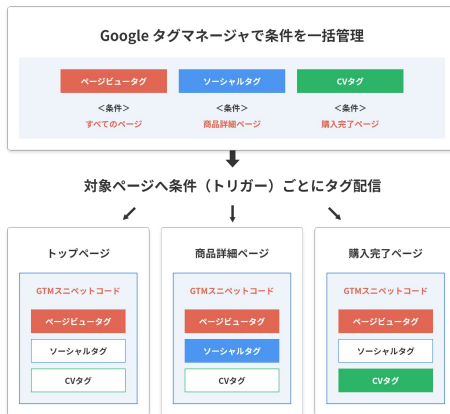 Google タグマネージャで条件を一括管理
ページビュータグ
ソーシャルタグ
CVタグ
＜条件＞
＜条件＞
＜条件＞
すべてのページ
商品詳細ページ
購入完了ページ
対象ページへ条件（トリガー）ごとにタグ配信
トップページ
GTMスニペットコード
ページビュータグ
ソーシャルタグ
CVタグ
商品詳細ページ
GTMスニペットコード
ページビュータグ
ソーシャルタグ
CVタグ
購入完了ページ
GTMスニペットコード
ページビュータグ
ソーシャルタグ
CVタグ